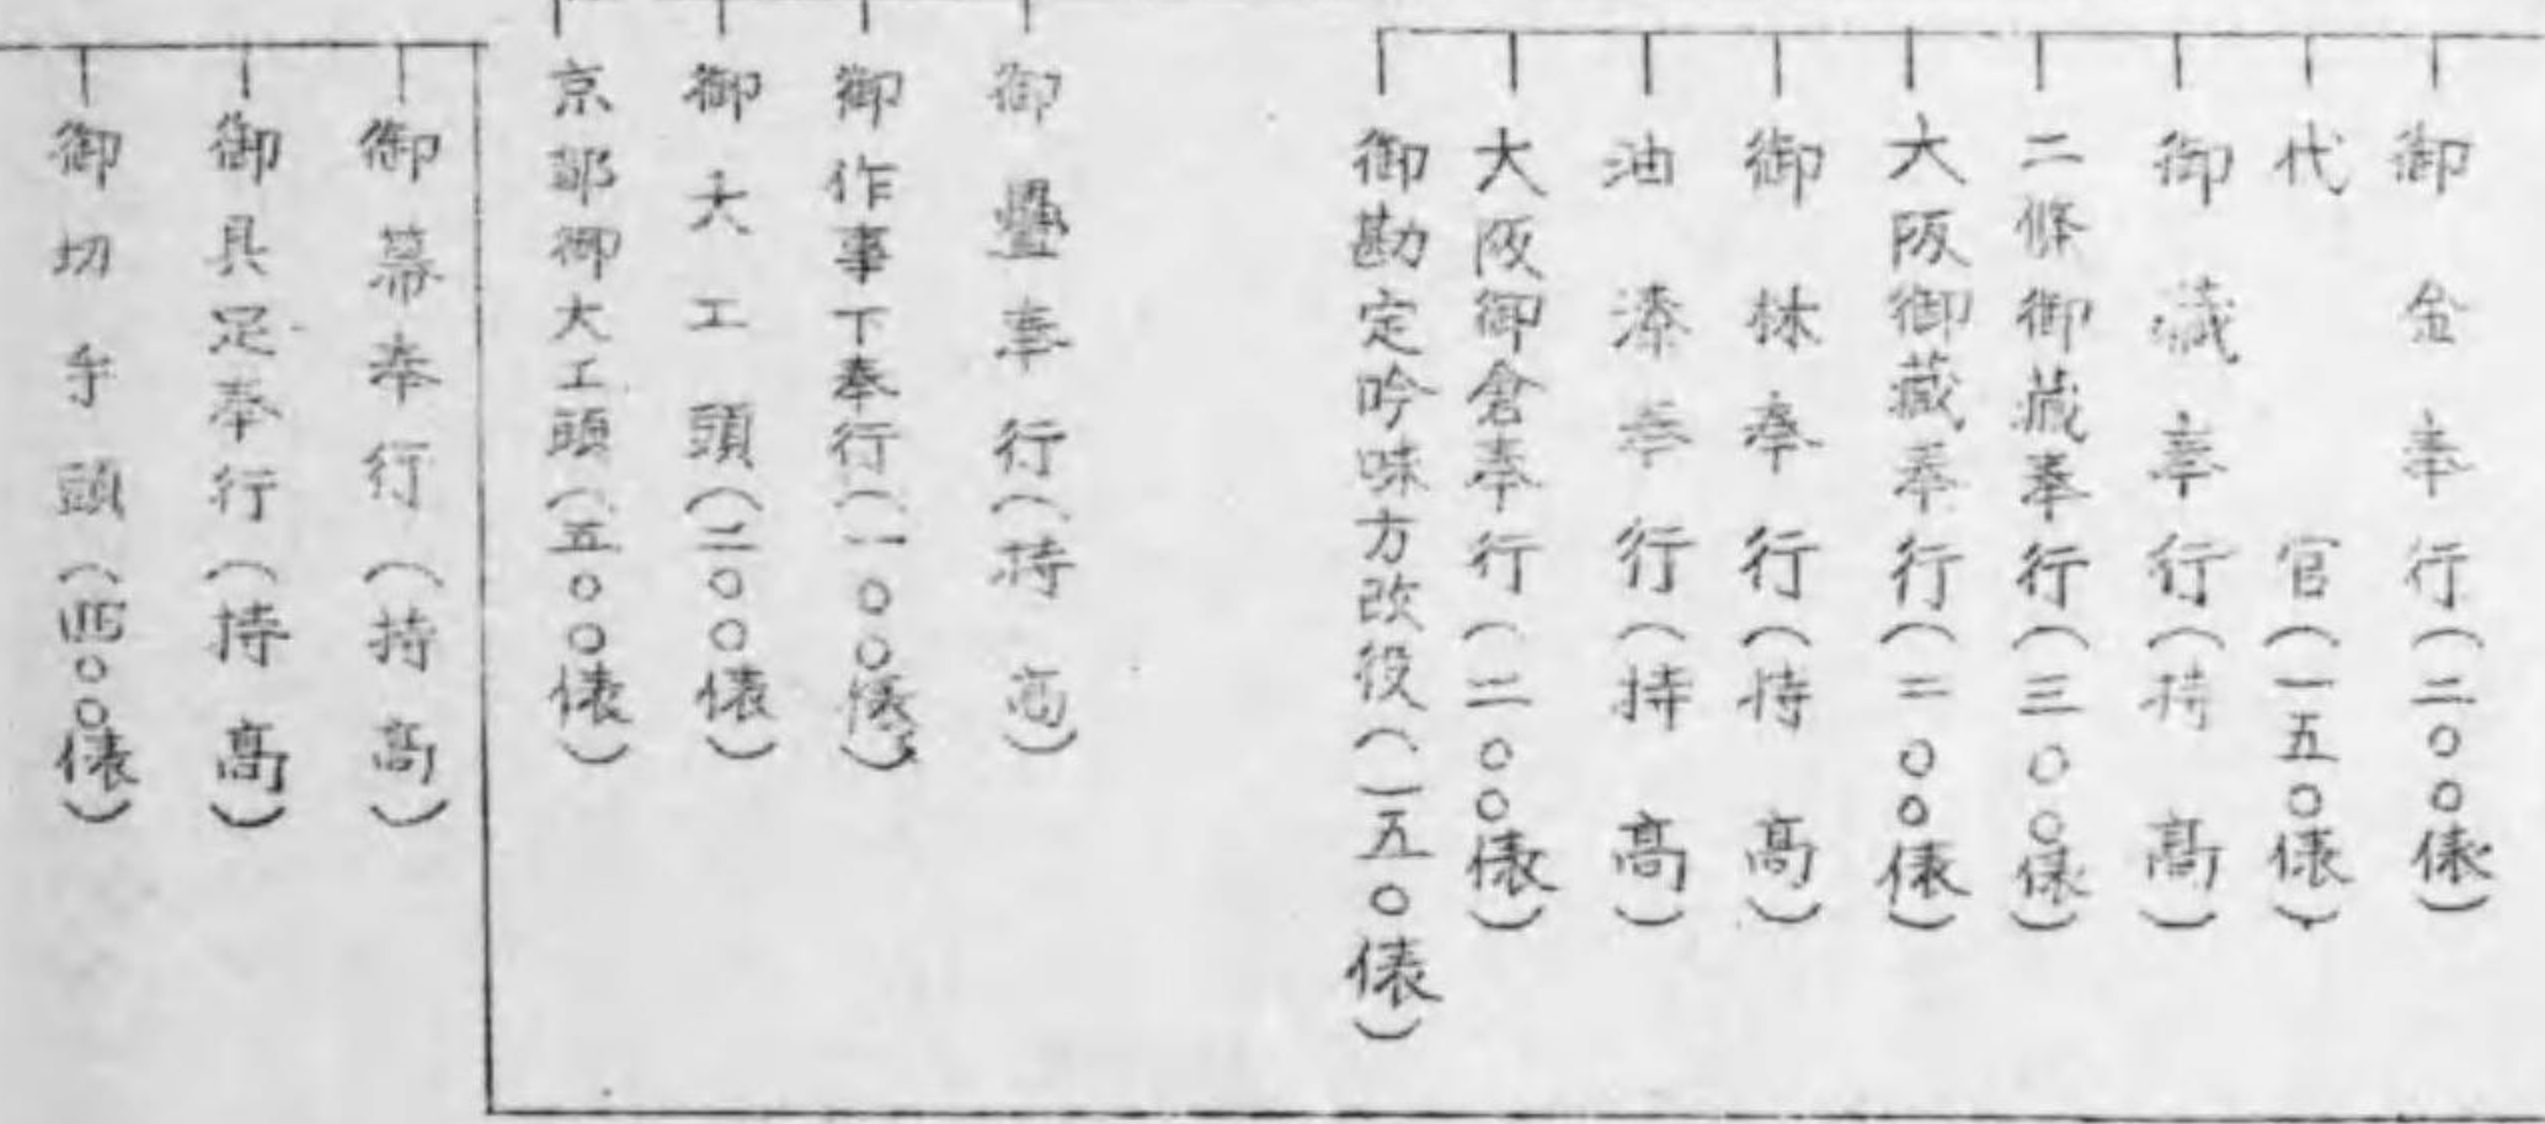 御金奉行(二〇〇俵)
代官(一五〇俵)
御藏奉行(持高)
二條御藏奉行(三〇〇俵)
大阪御藏奉行(二〇〇俵)
御林奉行(持高)
油漆奉行(持高)
大阪御倉奉行(二〇〇俵)
御勘定吟味方改役(一五〇俵)
御疊奉行(持高)
御作事下奉行(一〇〇俵)
御大工頭(二〇〇俵)
京都御大工頭(五〇〇俵)
御幕奉行(持高)
御具足奉行(持高)
御切手頭(四〇〇俵)